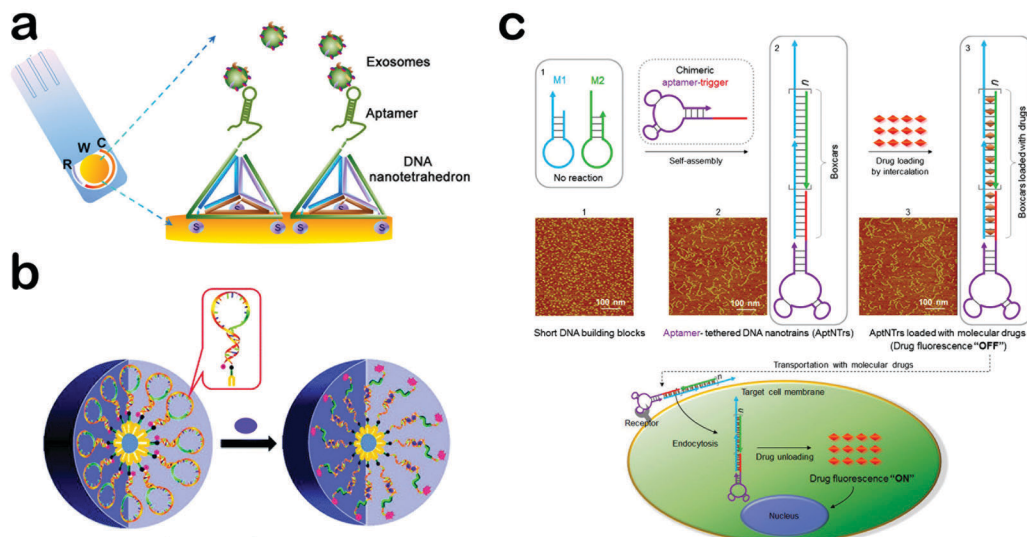 a
Exosomes
Aptamer
DNA
nanotetrahedron
R
W
C
S
S
S
S
b
c
1
M1
M2
No reaction
Chimeric
aptamer-trigger
Self-assembly
2
n
Boxcars
Drug loading
by intercalation
3
n
Boxcars loaded with drugs
1
100 nm
Short DNA building blocks
2
100 nm
Aptamer- tethered DNA nanotrains (AptNTrs)
3
100 nm
AptNTrs loaded with molecular drugs
(Drug fluorescence "OFF")
Transportation with molecular drugs
n
Target cell membrane
Receptor
Endocytosis
n
Drug unloading
Drug fluorescence "ON"
Nucleus